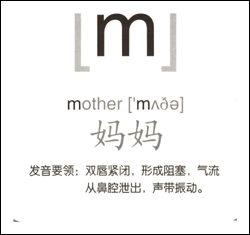 [m]
mother ['mʌðə]
妈妈
发音要领：双唇紧闭，形成阻塞，气流
从鼻腔泄出，声带振动。